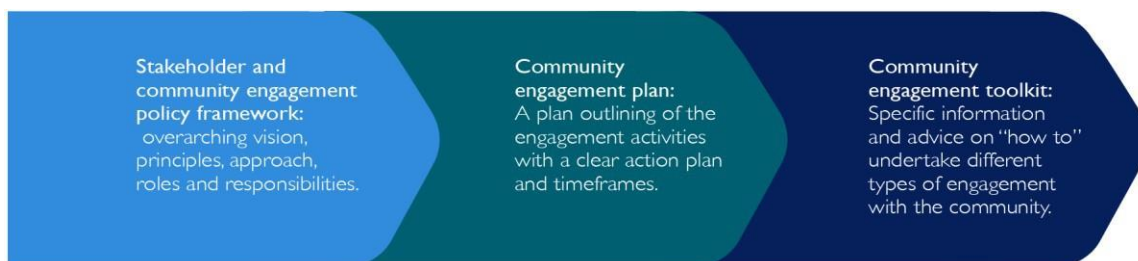 Stakeholder and
community engagement
policy framework:
overarching vision,
principles, approach,
roles and responsibilities.
Community
engagement plan:
A plan outlining of the
engagement activities
with a clear action plan
and timeframes.
Community
engagement toolkit:
Specific information
and advice on “how to”
undertake different
types of engagement
with the community.